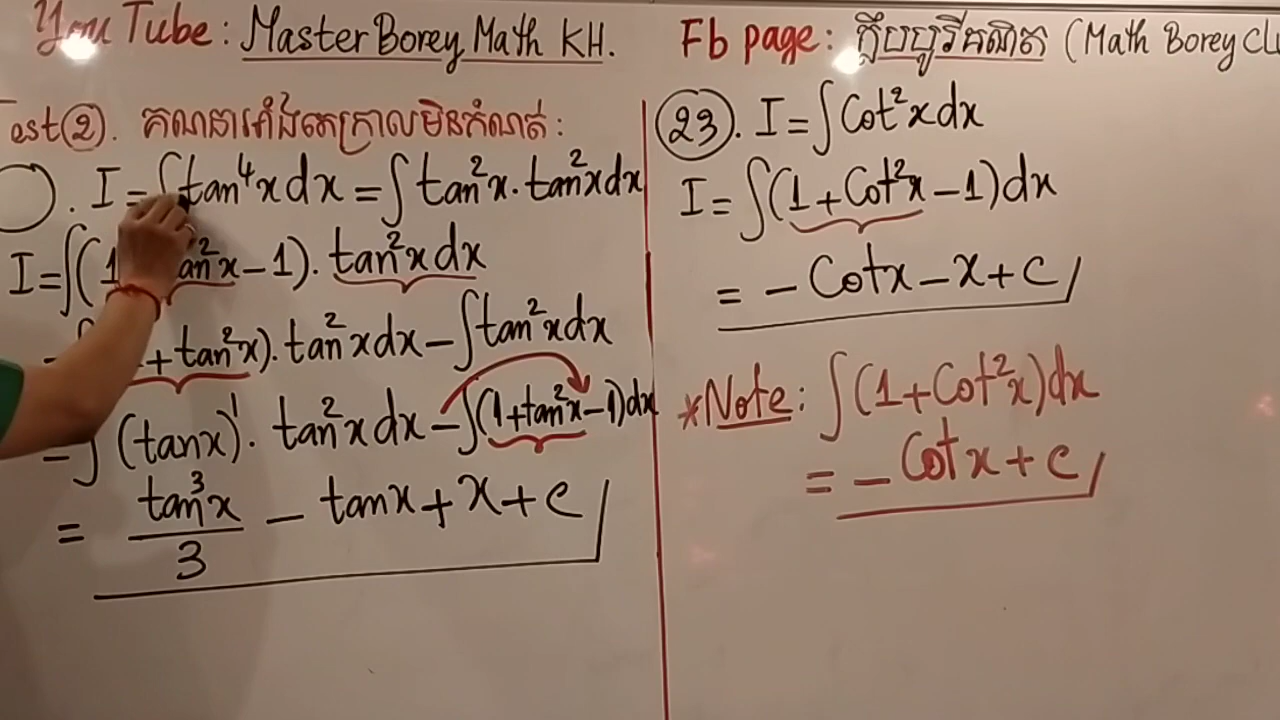 You Tube : Master Borey Math KH.
Fb page : ក្លឹបបូរីគណិត (Math Borey Clu
Test ②. គណនាអាំងតេក្រាលមិនកំណត់ :
. I = ∫tan⁴x dx = ∫tan²x . tan²x dx
I = ∫(1 tan²x − 1) . tan²x dx
+ tan²x) . tan²x dx − ∫tan²x dx
= ∫(tanx)' . tan²x dx − ∫(1 + tan²x − 1)dx
= tan³x/3 − tanx + x + c
㉓. I = ∫Cot²x dx
I = ∫(1 + Cot²x − 1)dx
= − Cotx − x + c
*Note : ∫(1 + Cot²x)dx
= − Cotx + c